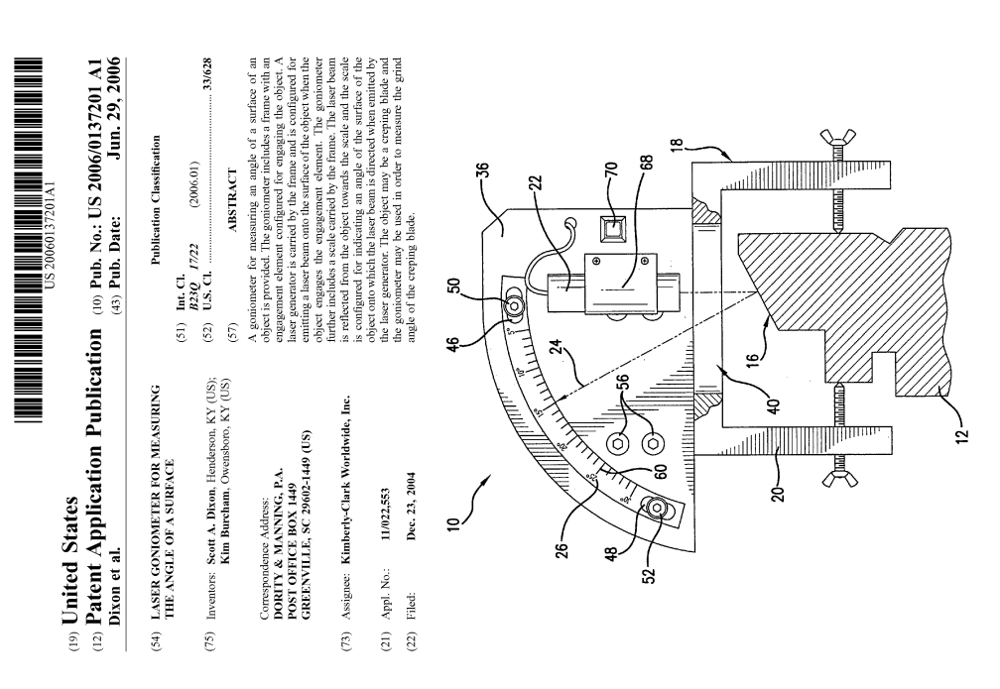 US 20060137201A1
(19) United States
(12) Patent Application Publication
Dixon et al.
(10) Pub. No.: US 2006/0137201 A1
(43) Pub. Date: Jun. 29, 2006
(54) LASER GONIOMETER FOR MEASURING
THE ANGLE OF A SURFACE
(75) Inventors: Scott A. Dixon, Henderson, KY (US);
Kim Burcham, Owensboro, KY (US)
Correspondence Address:
DORITY & MANNING, P.A.
POST OFFICE BOX 1449
GREENVILLE, SC 29602-1449 (US)
(73) Assignee: Kimberly-Clark Worldwide, Inc.
(21) Appl. No.: 11/022,553
(22) Filed: Dec. 23, 2004
Publication Classification
(51) Int. Cl.
B23Q 17/22 (2006.01)
(52) U.S. Cl. .............................................. 33/628
(57) ABSTRACT
A goniometer for measuring an angle of a surface of an
object is provided. The goniometer includes a frame with an
engagement element configured for engaging the object. A
laser generator is carried by the frame and is configured for
emitting a laser beam onto the surface of the object when the
object engages the engagement element. The goniometer
further includes a scale carried by the frame. The laser beam
is reflected from the object towards the scale and the scale
is configured for indicating an angle of the surface of the
object onto which the laser beam is directed when emitted by
the laser generator. The object may be a creping blade and
the goniometer may be used in order to measure the grind
angle of the creping blade.
10
46
50
22
36
70
68
18
24
56
16
40
12
20
60
26
48
52
5°
10°
15°
20°
25°
30°